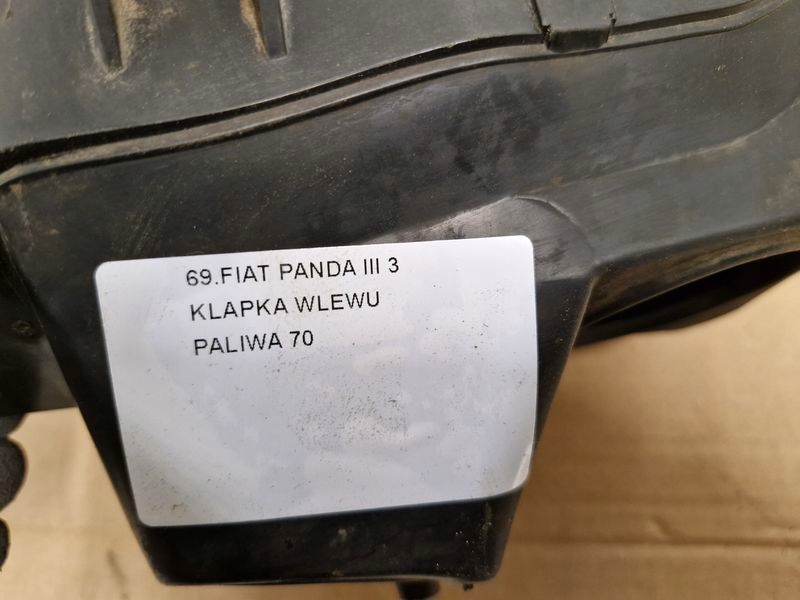 69.FIAT PANDA III 3
KLAPKA WLEWU
PALIWA 70